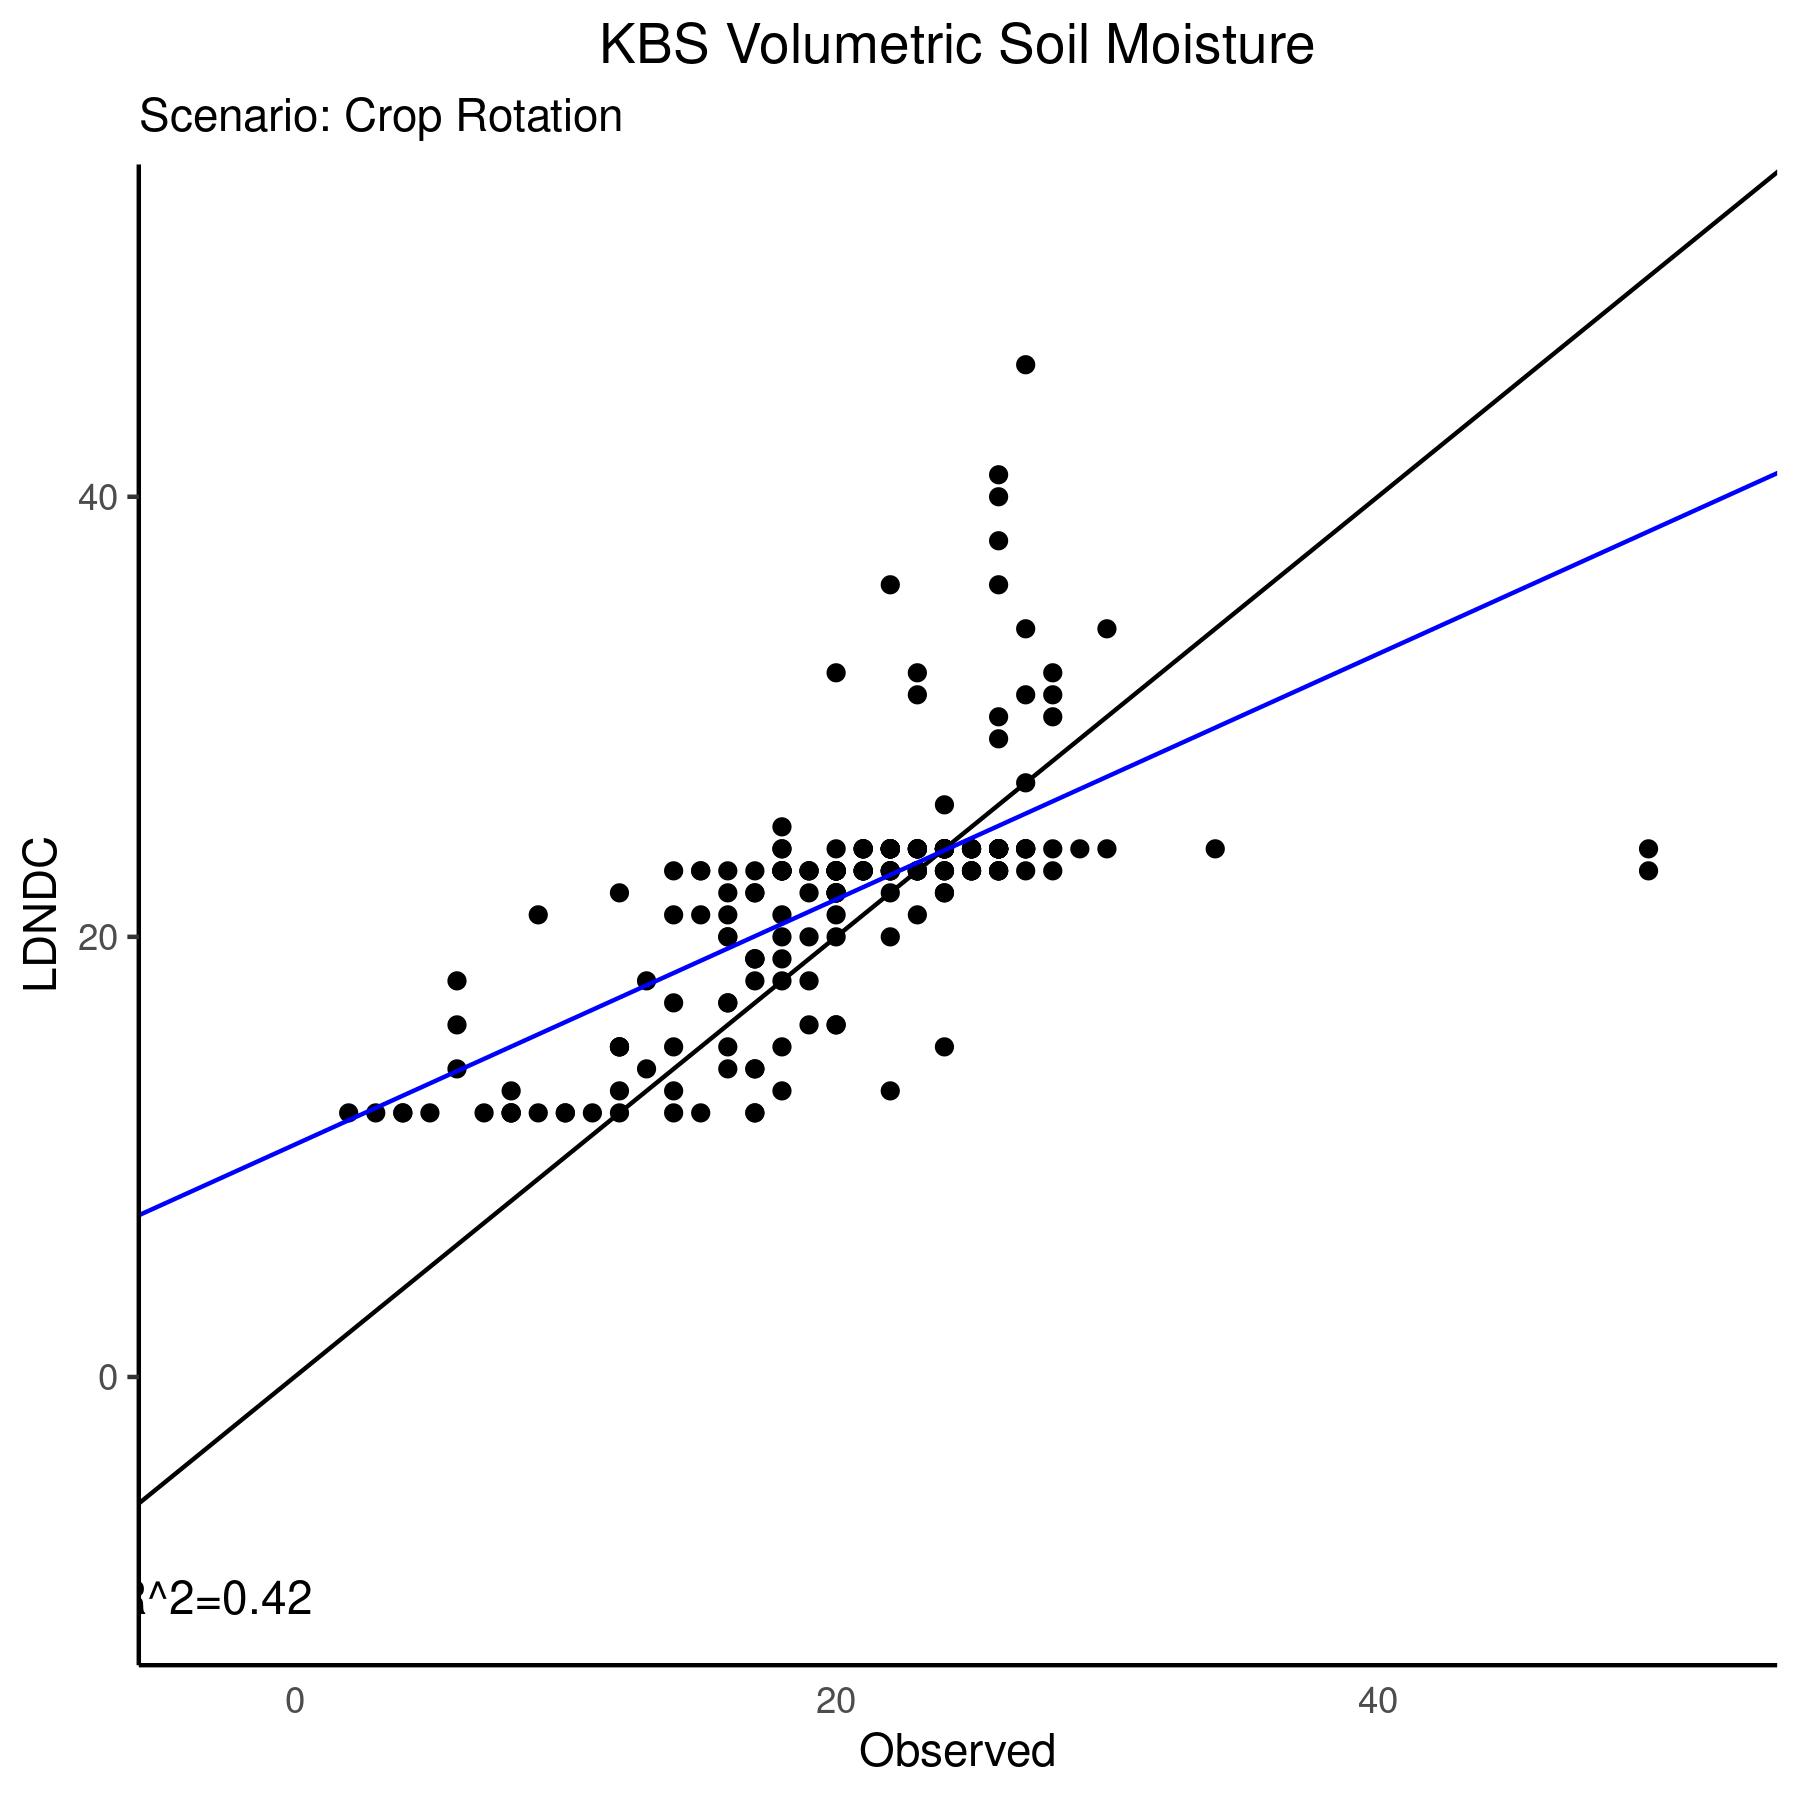 KBS Volumetric Soil Moisture
Scenario: Crop Rotation
LDNDC
40
20
0
R^2=0.42
0 20 40
Observed